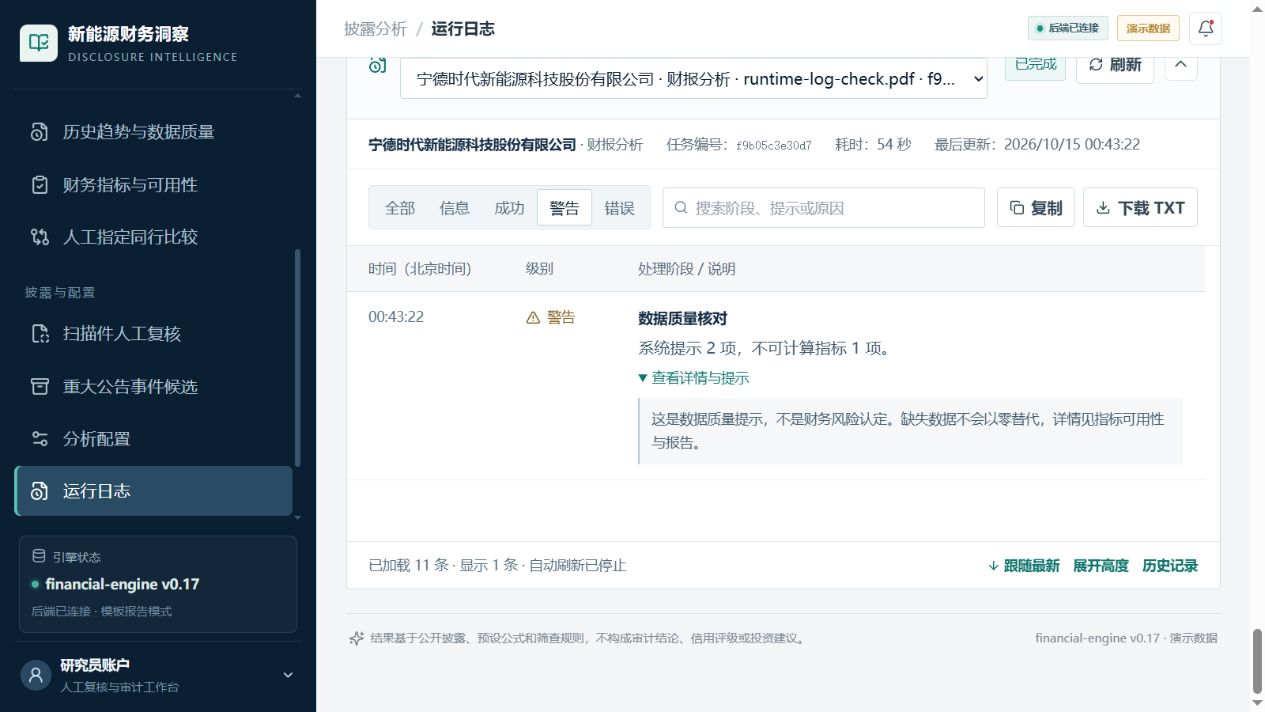 新能源财务洞察
DISCLOSURE INTELLIGENCE
历史趋势与数据质量
财务指标与可用性
人工指定同行比较
披露与配置
扫描件人工复核
重大公告事件候选
分析配置
运行日志
引擎状态
financial-engine v0.17
后端已连接 · 模板报告模式
研究员账户
人工复核与审计工作台
披露分析 / 运行日志
后端已连接
演示数据
宁德时代新能源科技股份有限公司 · 财报分析 · runtime-log-check.pdf · f9...
已完成
刷新
宁德时代新能源科技股份有限公司 · 财报分析 任务编号： f9b05c3e30d7 耗时：54 秒 最后更新：2026/10/15 00:43:22
全部 信息 成功 警告 错误
搜索阶段、提示或原因
复制
下载 TXT
时间（北京时间） 级别 处理阶段 / 说明
00:43:22 警告 数据质量核对
系统提示 2 项，不可计算指标 1 项。
▼查看详情与提示
这是数据质量提示，不是财务风险认定。缺失数据不会以零替代，详情见指标可用性
与报告。
已加载 11 条 · 显示 1 条 · 自动刷新已停止
↓ 跟随最新 展开高度 历史记录
结果基于公开披露、预设公式和筛查规则，不构成审计结论、信用评级或投资建议。
financial-engine v0.17 · 演示数据